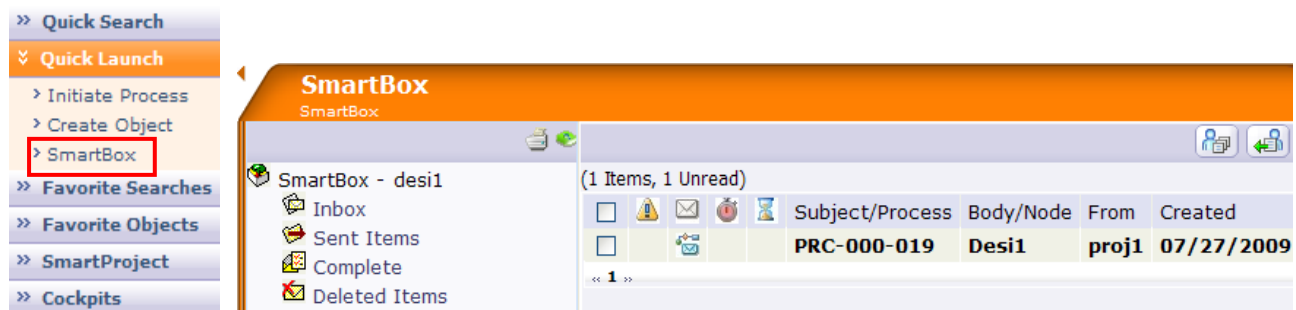 » Quick Search
Quick Launch
› Initiate Process
› Create Object
› SmartBox
» Favorite Searches
» Favorite Objects
» SmartProject
» Cockpits
SmartBox
SmartBox
SmartBox - desi1
Inbox
Sent Items
Complete
Deleted Items
(1 Items, 1 Unread)
Subject/Process Body/Node From Created
PRC-000-019 Desi1 proj1 07/27/2009
« 1 »